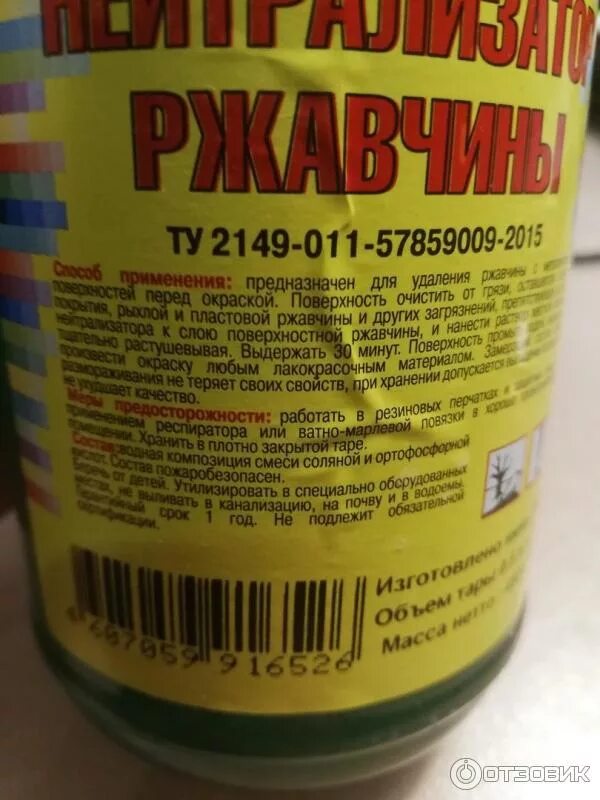 НЕЙТРАЛИЗАТОР
РЖАВЧИНЫ
ТУ 2149-011-57859009-2015
Способ применения: предназначен для удаления ржавчины с
поверхностей перед окраской. Поверхность очистить от грязи,
покрытия, рыхлой и пластовой ржавчины и других загрязнений,
нейтрализатора к слою поверхностной ржавчины, и нанести
тщательно растушевывая. Выдержать 30 минут. Поверхность
произвести окраску любым лакокрасочным материалом.
размораживания не теряет своих свойств, при хранении допускается
не ухудшает качество.
Меры предосторожности: работать в резиновых перчатках и
применением респиратора или ватно-марлевой повязки в хорошо
помещении. Хранить в плотно закрытой таре.
Состав: водная композиция смеси соляной и ортофосфорной
кислот. Состав пожаробезопасен.
Беречь от детей. Утилизировать в специально оборудованных
местах, не выливать в канализацию, на почву и в водоемы.
Гарантийный срок 1 год. Не подлежит обязательной
сертификации.
Изготовлено
Объем тары
Масса нетто
4 607059 916526
ОТЗОВИК